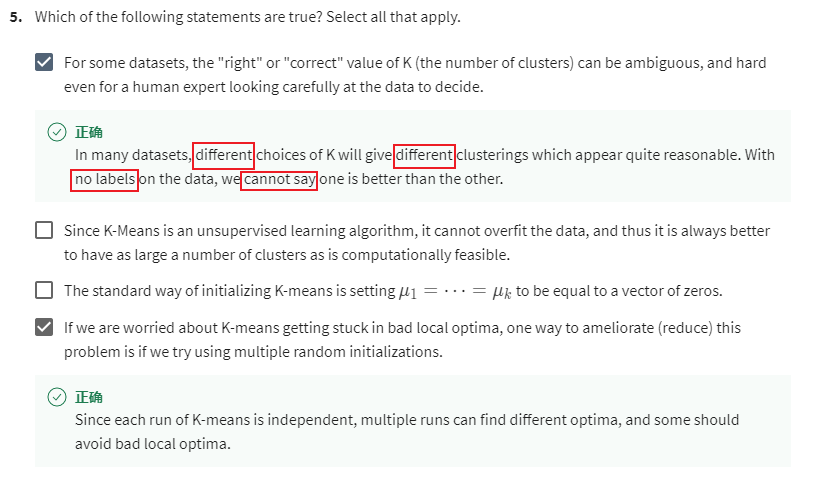 5. Which of the following statements are true? Select all that apply.
For some datasets, the "right" or "correct" value of K (the number of clusters) can be ambiguous, and hard
even for a human expert looking carefully at the data to decide.
正确
In many datasets, different choices of K will give different clusterings which appear quite reasonable. With
no labels on the data, we cannot say one is better than the other.
Since K-Means is an unsupervised learning algorithm, it cannot overfit the data, and thus it is always better
to have as large a number of clusters as is computationally feasible.
The standard way of initializing K-means is setting μ₁ = ⋯ = μₖ to be equal to a vector of zeros.
If we are worried about K-means getting stuck in bad local optima, one way to ameliorate (reduce) this
problem is if we try using multiple random initializations.
正确
Since each run of K-means is independent, multiple runs can find different optima, and some should
avoid bad local optima.